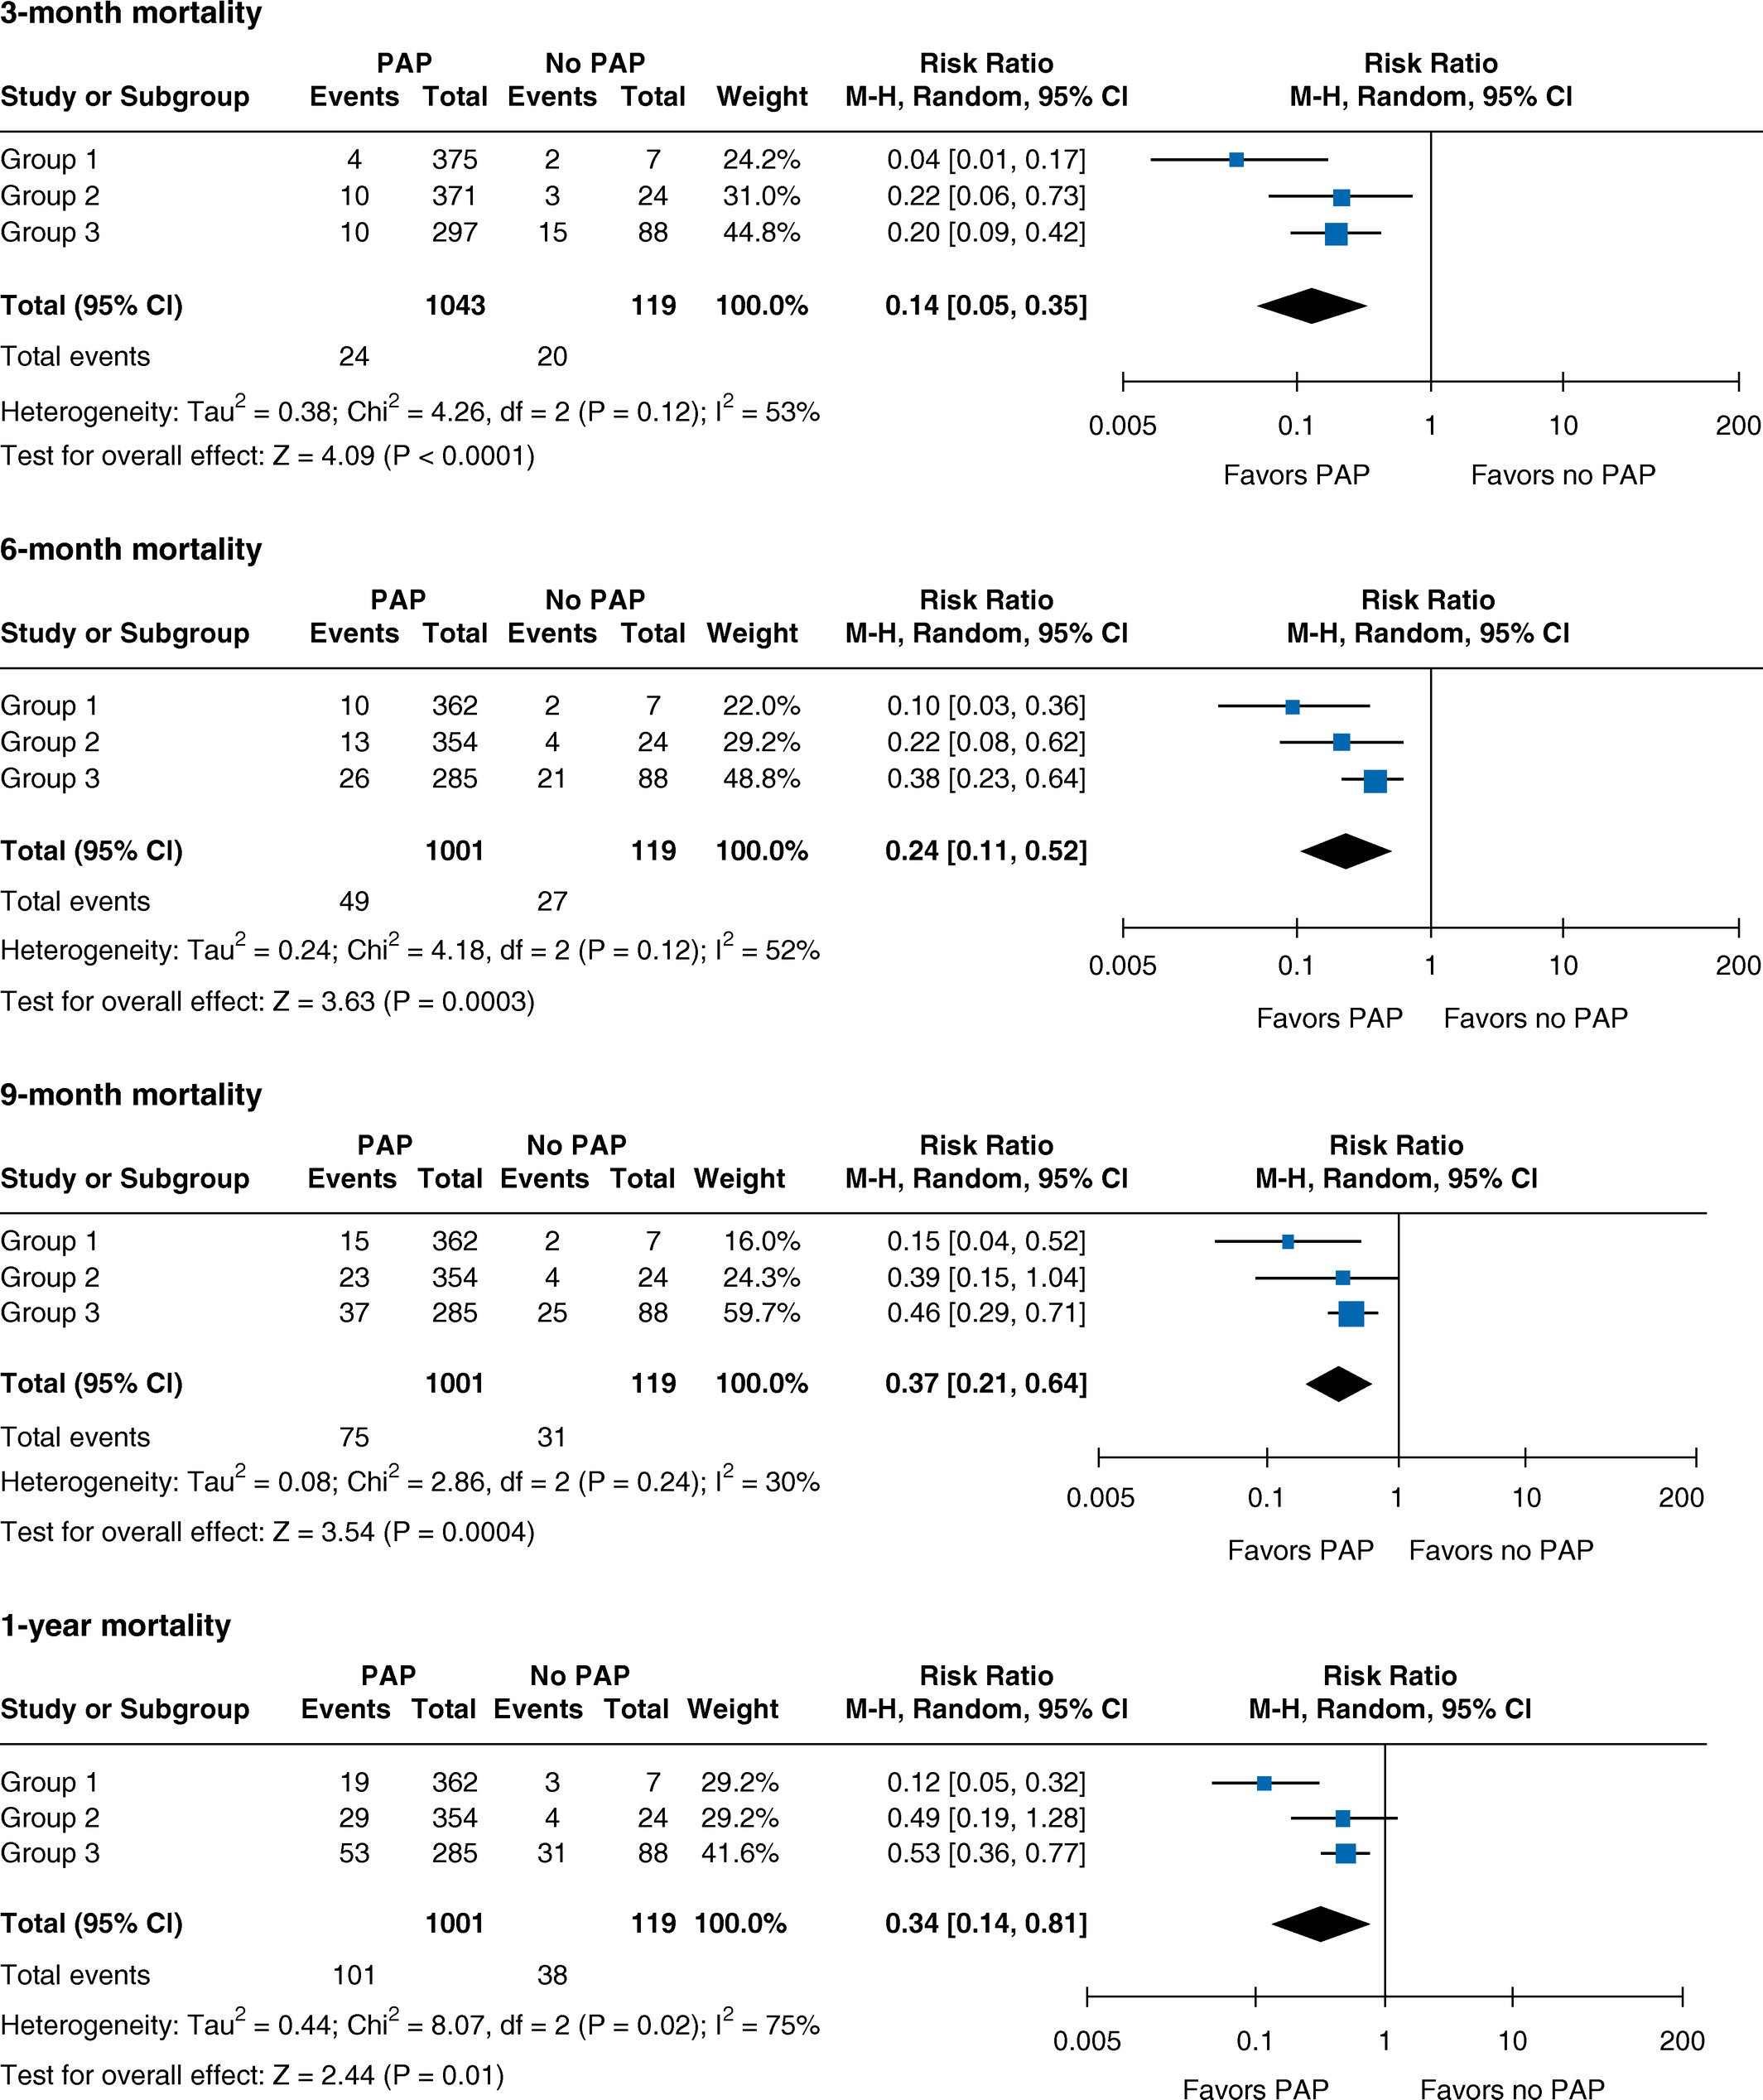 3-month mortality
PAP No PAP Risk Ratio Risk Ratio
Study or Subgroup Events Total Events Total Weight M-H, Random, 95% CI M-H, Random, 95% CI
Group 1 4 375 2 7 24.2% 0.04 [0.01, 0.17]
Group 2 10 371 3 24 31.0% 0.22 [0.06, 0.73]
Group 3 10 297 15 88 44.8% 0.20 [0.09, 0.42]
Total (95% CI) 1043 119 100.0% 0.14 [0.05, 0.35]
Total events 24 20
Heterogeneity: Tau² = 0.38; Chi² = 4.26, df = 2 (P = 0.12); I² = 53%
0.005 0.1 1 10 200
Test for overall effect: Z = 4.09 (P < 0.0001)
Favors PAP Favors no PAP
6-month mortality
PAP No PAP Risk Ratio Risk Ratio
Study or Subgroup Events Total Events Total Weight M-H, Random, 95% CI M-H, Random, 95% CI
Group 1 10 362 2 7 22.0% 0.10 [0.03, 0.36]
Group 2 13 354 4 24 29.2% 0.22 [0.08, 0.62]
Group 3 26 285 21 88 48.8% 0.38 [0.23, 0.64]
Total (95% CI) 1001 119 100.0% 0.24 [0.11, 0.52]
Total events 49 27
Heterogeneity: Tau² = 0.24; Chi² = 4.18, df = 2 (P = 0.12); I² = 52%
0.005 0.1 1 10 200
Test for overall effect: Z = 3.63 (P = 0.0003)
Favors PAP Favors no PAP
9-month mortality
PAP No PAP Risk Ratio Risk Ratio
Study or Subgroup Events Total Events Total Weight M-H, Random, 95% CI M-H, Random, 95% CI
Group 1 15 362 2 7 16.0% 0.15 [0.04, 0.52]
Group 2 23 354 4 24 24.3% 0.39 [0.15, 1.04]
Group 3 37 285 25 88 59.7% 0.46 [0.29, 0.71]
Total (95% CI) 1001 119 100.0% 0.37 [0.21, 0.64]
Total events 75 31
Heterogeneity: Tau² = 0.08; Chi² = 2.86, df = 2 (P = 0.24); I² = 30%
0.005 0.1 1 10 200
Test for overall effect: Z = 3.54 (P = 0.0004)
Favors PAP Favors no PAP
1-year mortality
PAP No PAP Risk Ratio Risk Ratio
Study or Subgroup Events Total Events Total Weight M-H, Random, 95% CI M-H, Random, 95% CI
Group 1 19 362 3 7 29.2% 0.12 [0.05, 0.32]
Group 2 29 354 4 24 29.2% 0.49 [0.19, 1.28]
Group 3 53 285 31 88 41.6% 0.53 [0.36, 0.77]
Total (95% CI) 1001 119 100.0% 0.34 [0.14, 0.81]
Total events 101 38
Heterogeneity: Tau² = 0.44; Chi² = 8.07, df = 2 (P = 0.02); I² = 75%
0.005 0.1 1 10 200
Test for overall effect: Z = 2.44 (P = 0.01)
Favors PAP Favors no PAP